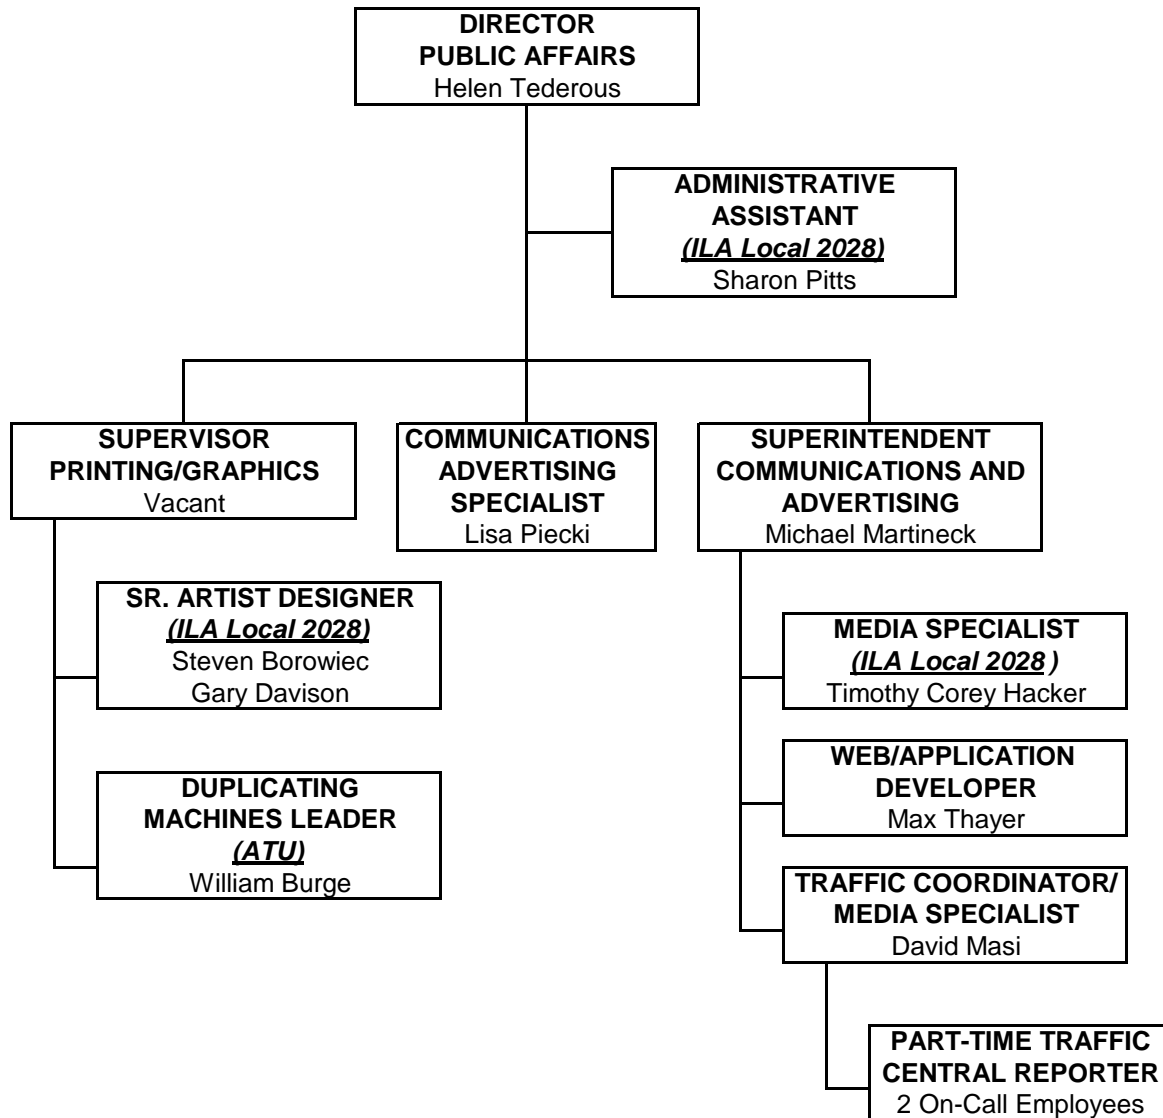 DIRECTOR
PUBLIC AFFAIRS
Helen Tederous
ADMINISTRATIVE
ASSISTANT
(ILA Local 2028)
Sharon Pitts
SUPERVISOR
PRINTING/GRAPHICS
Vacant
COMMUNICATIONS
ADVERTISING
SPECIALIST
Lisa Piecki
SUPERINTENDENT
COMMUNICATIONS AND
ADVERTISING
Michael Martineck
SR. ARTIST DESIGNER
(ILA Local 2028)
Steven Borowiec
Gary Davison
DUPLICATING
MACHINES LEADER
(ATU)
William Burge
MEDIA SPECIALIST
(ILA Local 2028 )
Timothy Corey Hacker
WEB/APPLICATION
DEVELOPER
Max Thayer
TRAFFIC COORDINATOR/
MEDIA SPECIALIST
David Masi
PART-TIME TRAFFIC
CENTRAL REPORTER
2 On-Call Employees